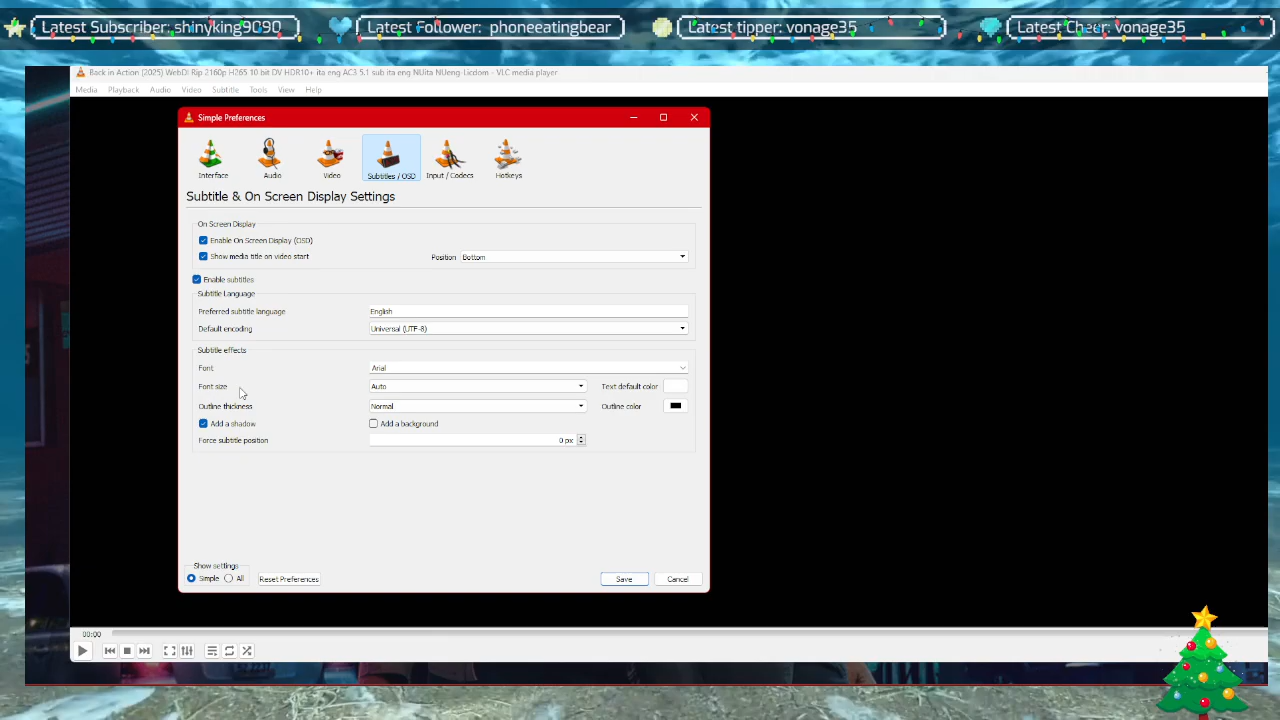 Latest Subscriber: shinyking9090
Latest Follower: phoneeatingbear
Latest tipper: vonage35
Latest Cheer: vonage35
Back in Action (2025) WebDl Rip 2160p H265 10 bit DV HDR10+ ita eng AC3 5.1 sub ita eng NUita NUeng-Licdom - VLC media player
Media Playback Audio Video Subtitle Tools View Help
Simple Preferences
Interface Audio Video Subtitles / OSD Input / Codecs Hotkeys
Subtitle & On Screen Display Settings
On Screen Display
Enable On Screen Display (OSD)
Show media title on video start Position Bottom
Enable subtitles
Subtitle Language
Preferred subtitle language English
Default encoding Universal (UTF-8)
Subtitle effects
Font Arial
Font size Auto Text default color
Outline thickness Normal Outline color
Add a shadow Add a background
Force subtitle position 0 px
Show settings
Simple All Reset Preferences Save Cancel
00:00